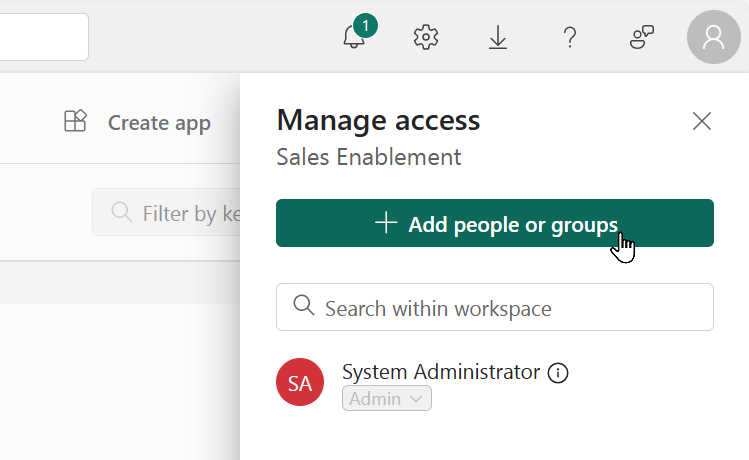 1
Create app
Filter by ke
Manage access
Sales Enablement
Add people or groups
Search within workspace
SA
System Administrator
Admin